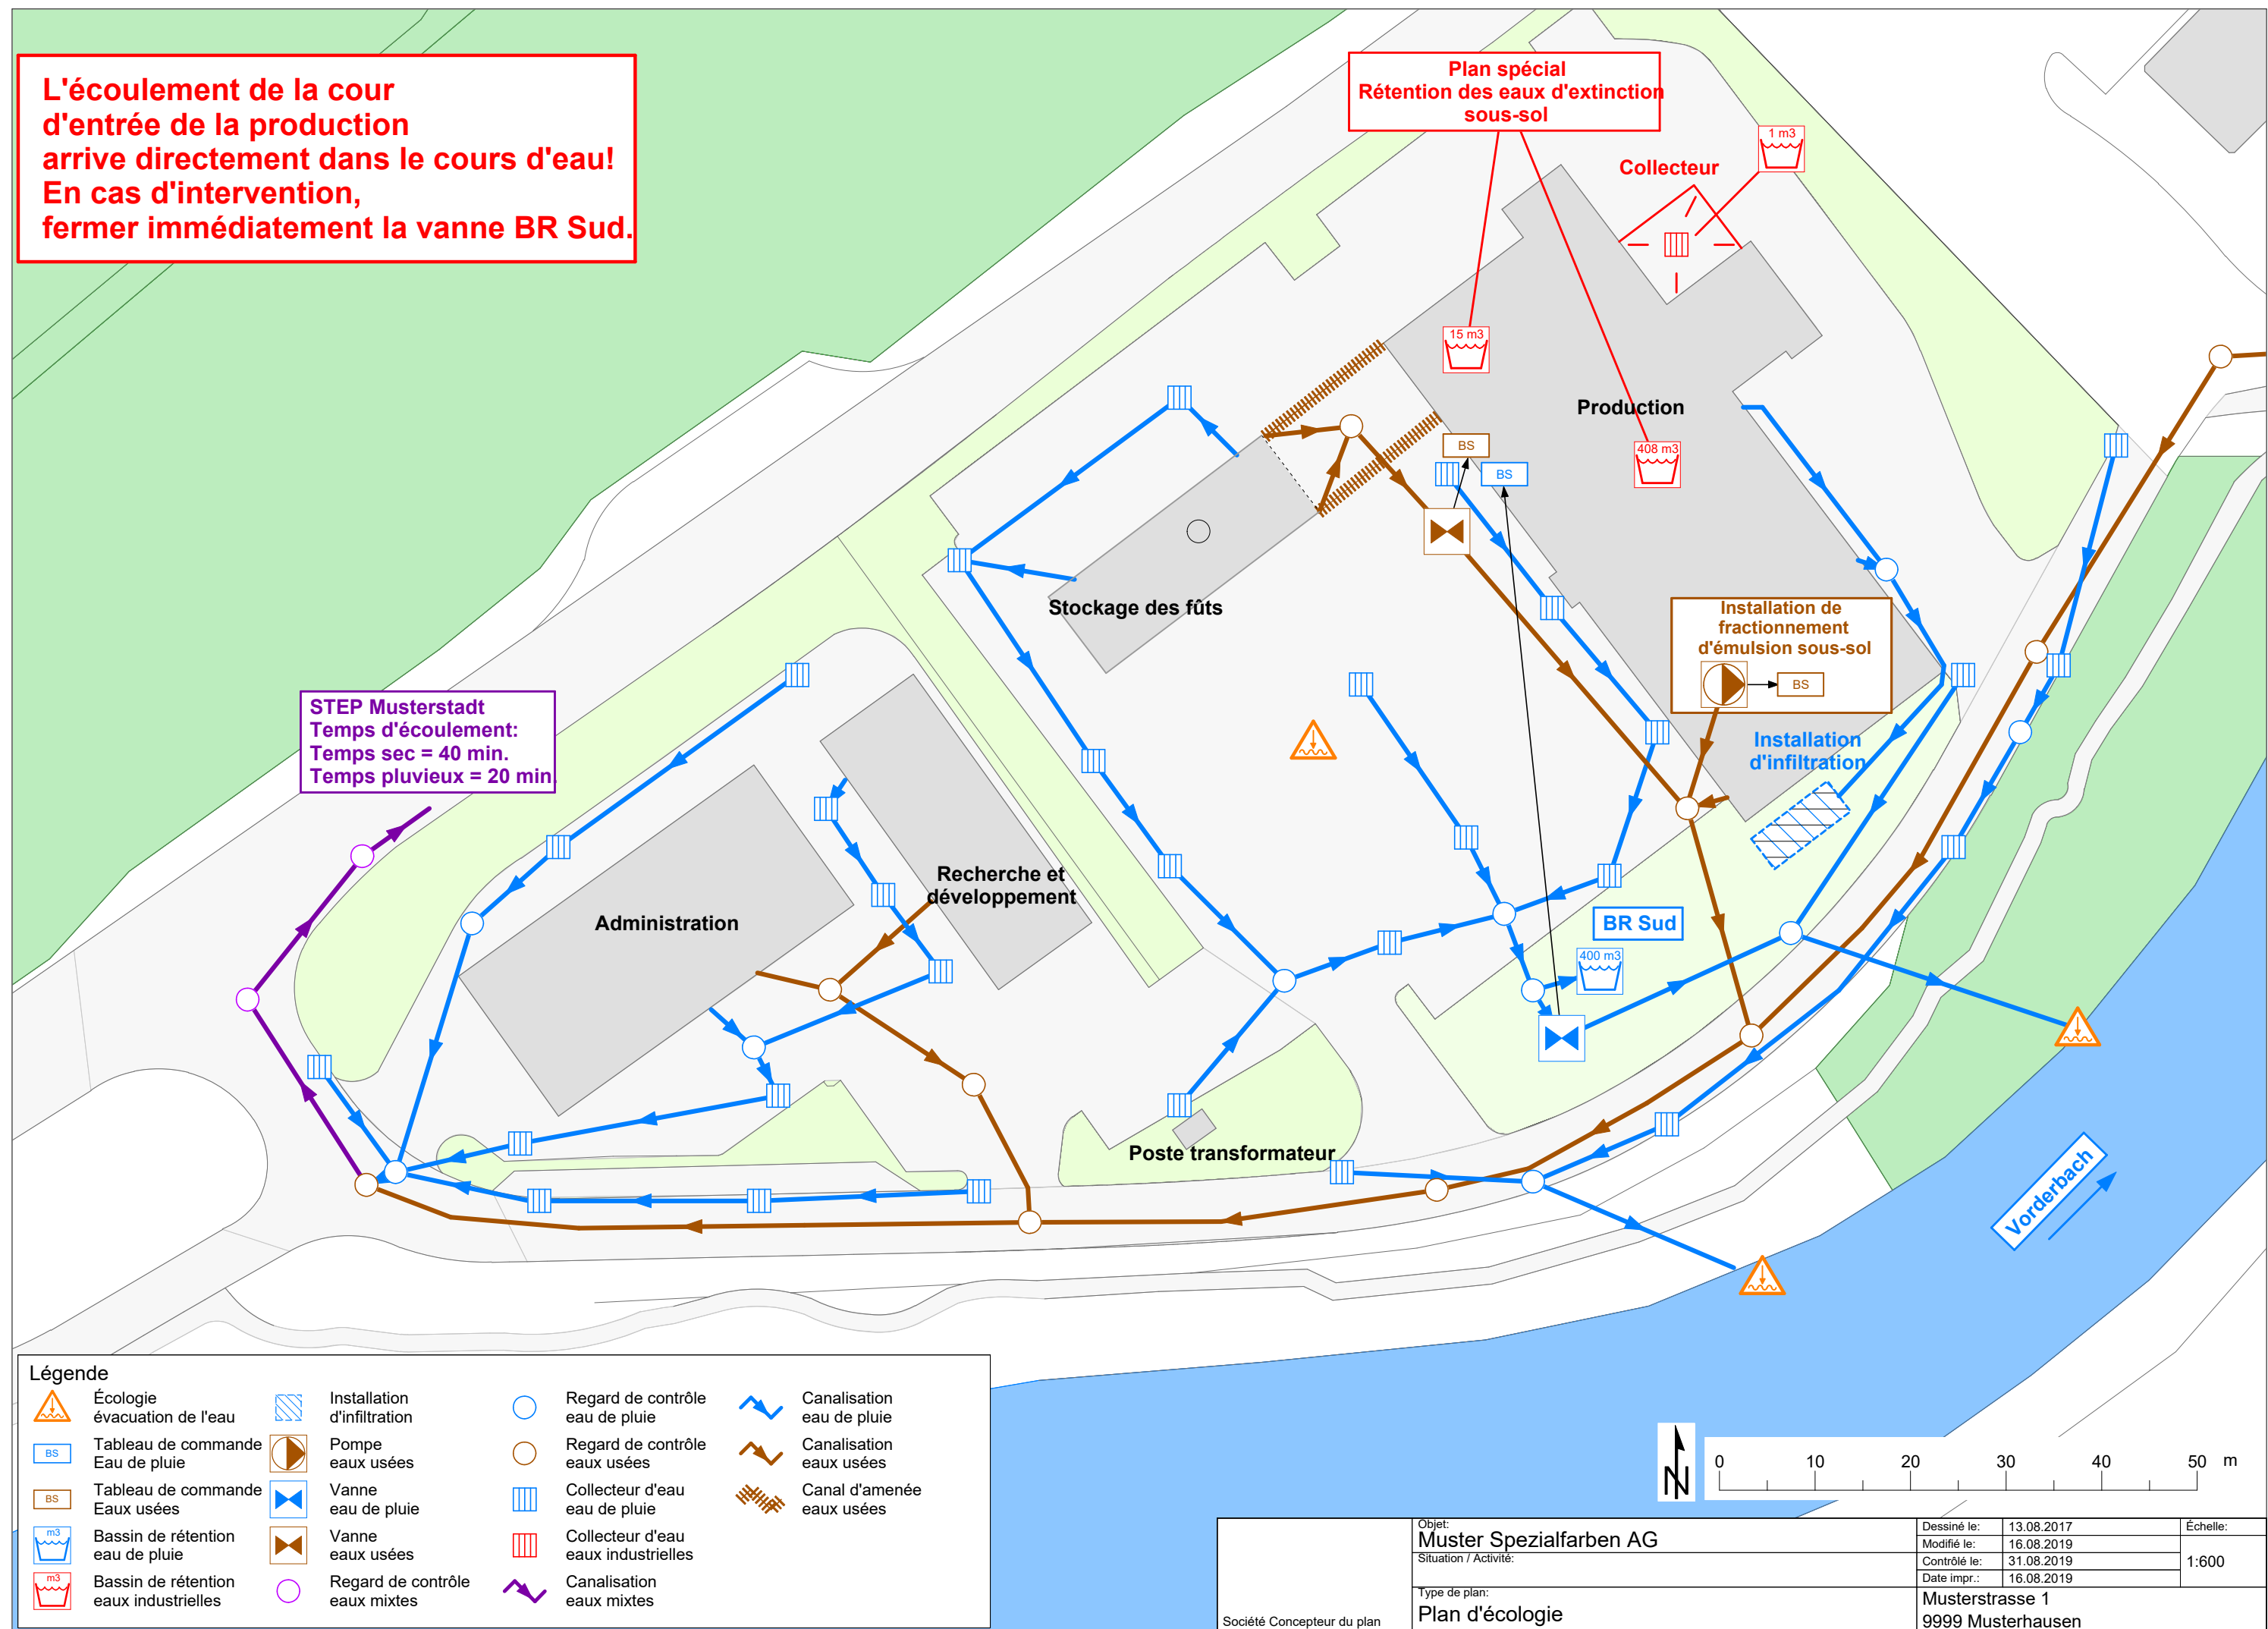 L'écoulement de la cour
d'entrée de la production
arrive directement dans le cours d'eau!
En cas d'intervention,
fermer immédiatement la vanne BR Sud.
Plan spécial
Rétention des eaux d'extinction
sous-sol
1 m3
Collecteur
15 m3
Production
BS
BS
408 m3
Stockage des fûts
Installation de
fractionnement
d'émulsion sous-sol
BS
STEP Musterstadt
Temps d'écoulement:
Temps sec = 40 min.
Temps pluvieux = 20 min.
Installation
d'infiltration
Recherche et
développement
Administration
BR Sud
400 m3
Poste transformateur
Vorderbach
Légende
Écologie
évacuation de l'eau
BS
Tableau de commande
Eau de pluie
BS
Tableau de commande
Eaux usées
m3
Bassin de rétention
eau de pluie
m3
Bassin de rétention
eaux industrielles
Installation
d'infiltration
Pompe
eaux usées
Vanne
eau de pluie
Vanne
eaux usées
Regard de contrôle
eaux mixtes
Regard de contrôle
eau de pluie
Regard de contrôle
eaux usées
Collecteur d'eau
eau de pluie
Collecteur d'eau
eaux industrielles
Canalisation
eaux mixtes
Canalisation
eau de pluie
Canalisation
eaux usées
Canal d'amenée
eaux usées
N
0 10 20 30 40 50 m
Société Concepteur du plan
Objet:
Muster Spezialfarben AG
Situation / Activité:
Type de plan:
Plan d'écologie
Dessiné le: 13.08.2017
Modifié le: 16.08.2019
Contrôlé le: 31.08.2019
Date impr.: 16.08.2019
Échelle:
1:600
Musterstrasse 1
9999 Musterhausen